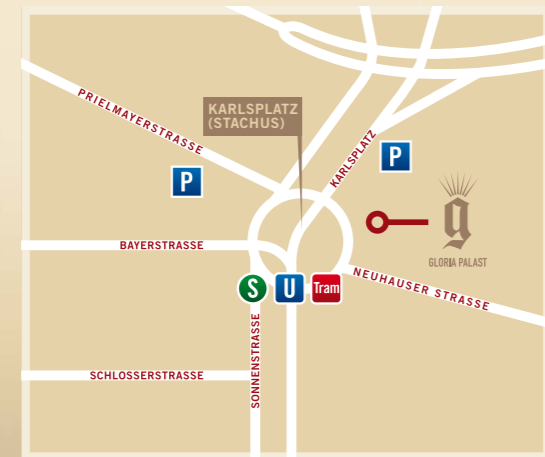 PRIELMAYERSTRASSE
KARLSPLATZ
(STACHUS)
KARLSPLATZ
P
P
g
GLORIA PALAST
BAYERSTRASSE
NEUHAUSER STRASSE
S
U
Tram
SCHLOSSERSTRASSE
SONNENSTRASSE